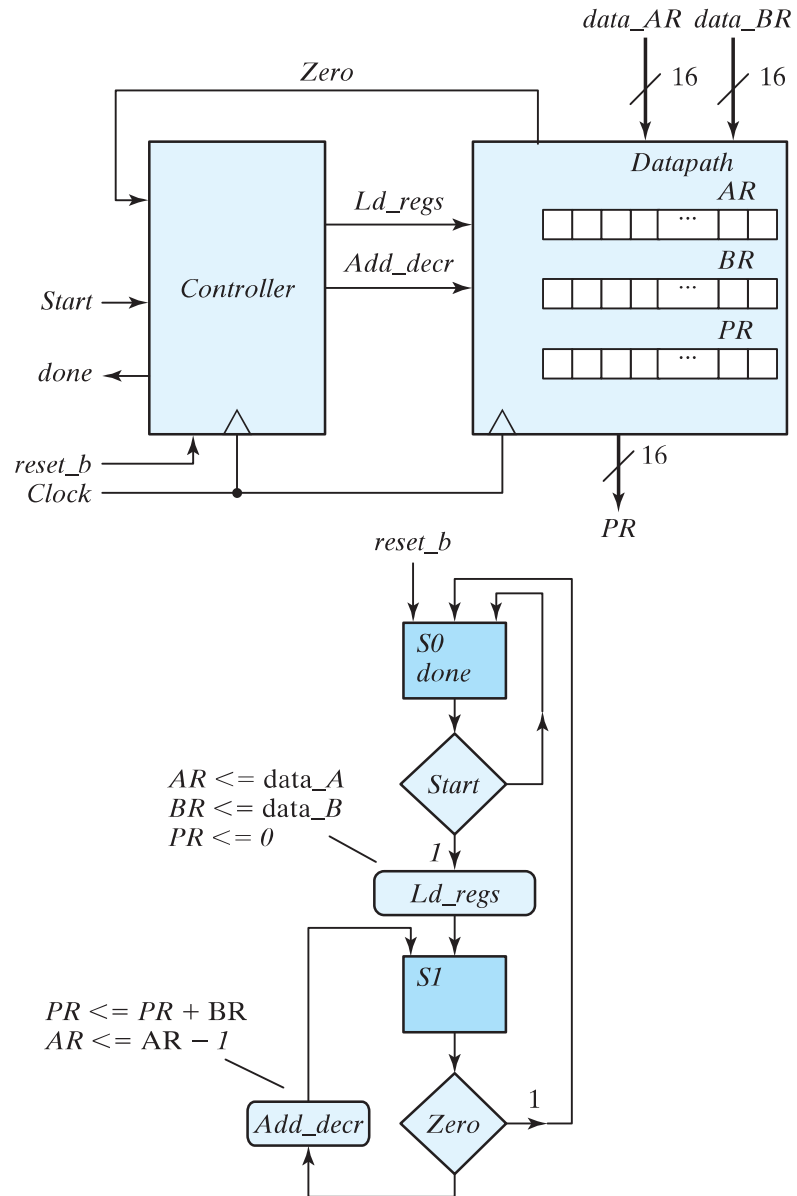 data_AR data_BR
Zero
16 16
Datapath
AR
...
Ld_regs
BR
...
Add_decr
Controller
Start
PR
...
done
reset_b
Clock
16
PR
reset_b
S0
done
Start
AR <= data_A
BR <= data_B
PR <= 0
1
Ld_regs
S1
PR <= PR + BR
AR <= AR − 1
Add_decr
Zero
1